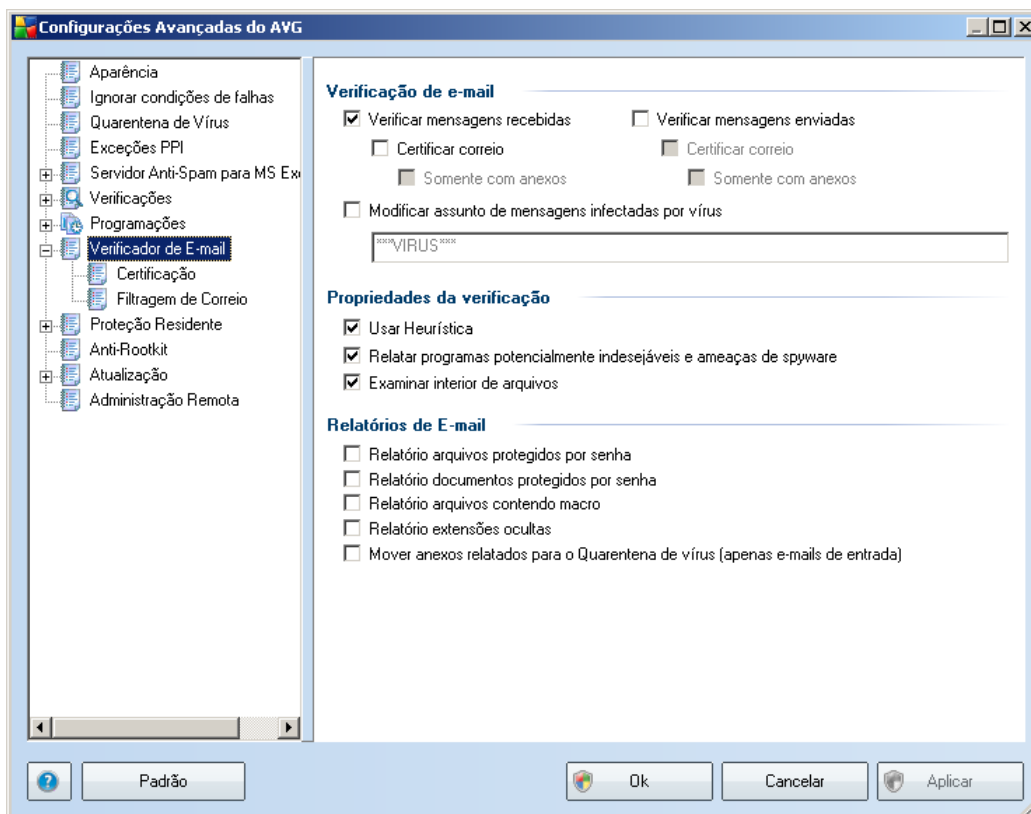 Configurações Avançadas do AVG
Aparência
Ignorar condições de falhas
Quarentena de Vírus
Exceções PPI
Servidor Anti-Spam para MS Ex
Verificações
Programações
Verificador de E-mail
Certificação
Filtragem de Correio
Proteção Residente
Anti-Rootkit
Atualização
Administração Remota
Verificação de e-mail
Verificar mensagens recebidas
Verificar mensagens enviadas
Certificar correio
Certificar correio
Somente com anexos
Somente com anexos
Modificar assunto de mensagens infectadas por vírus
***VIRUS***
Propriedades da verificação
Usar Heurística
Relatar programas potencialmente indesejáveis e ameaças de spyware
Examinar interior de arquivos
Relatórios de E-mail
Relatório arquivos protegidos por senha
Relatório documentos protegidos por senha
Relatório arquivos contendo macro
Relatório extensões ocultas
Mover anexos relatados para o Quarentena de vírus (apenas e-mails de entrada)
Padrão
Ok
Cancelar
Aplicar